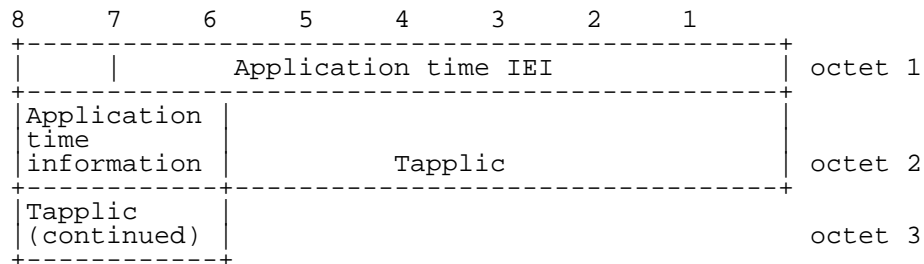 8 7 6 5 4 3 2 1
Application time IEI octet 1
Application
time
information Tapplic octet 2
Tapplic
(continued) octet 3